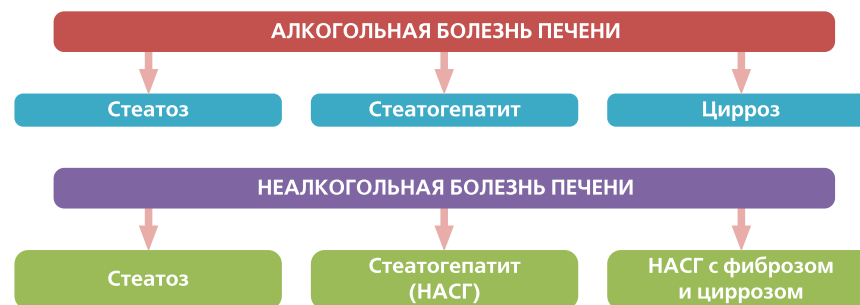 АЛКОГОЛЬНАЯ БОЛЕЗНЬ ПЕЧЕНИ
Стеатоз
Стеатогепатит
Цирроз
НЕАЛКОГОЛЬНАЯ БОЛЕЗНЬ ПЕЧЕНИ
Стеатоз
Стеатогепатит
(НАСГ)
НАСГ с фиброзом
и циррозом